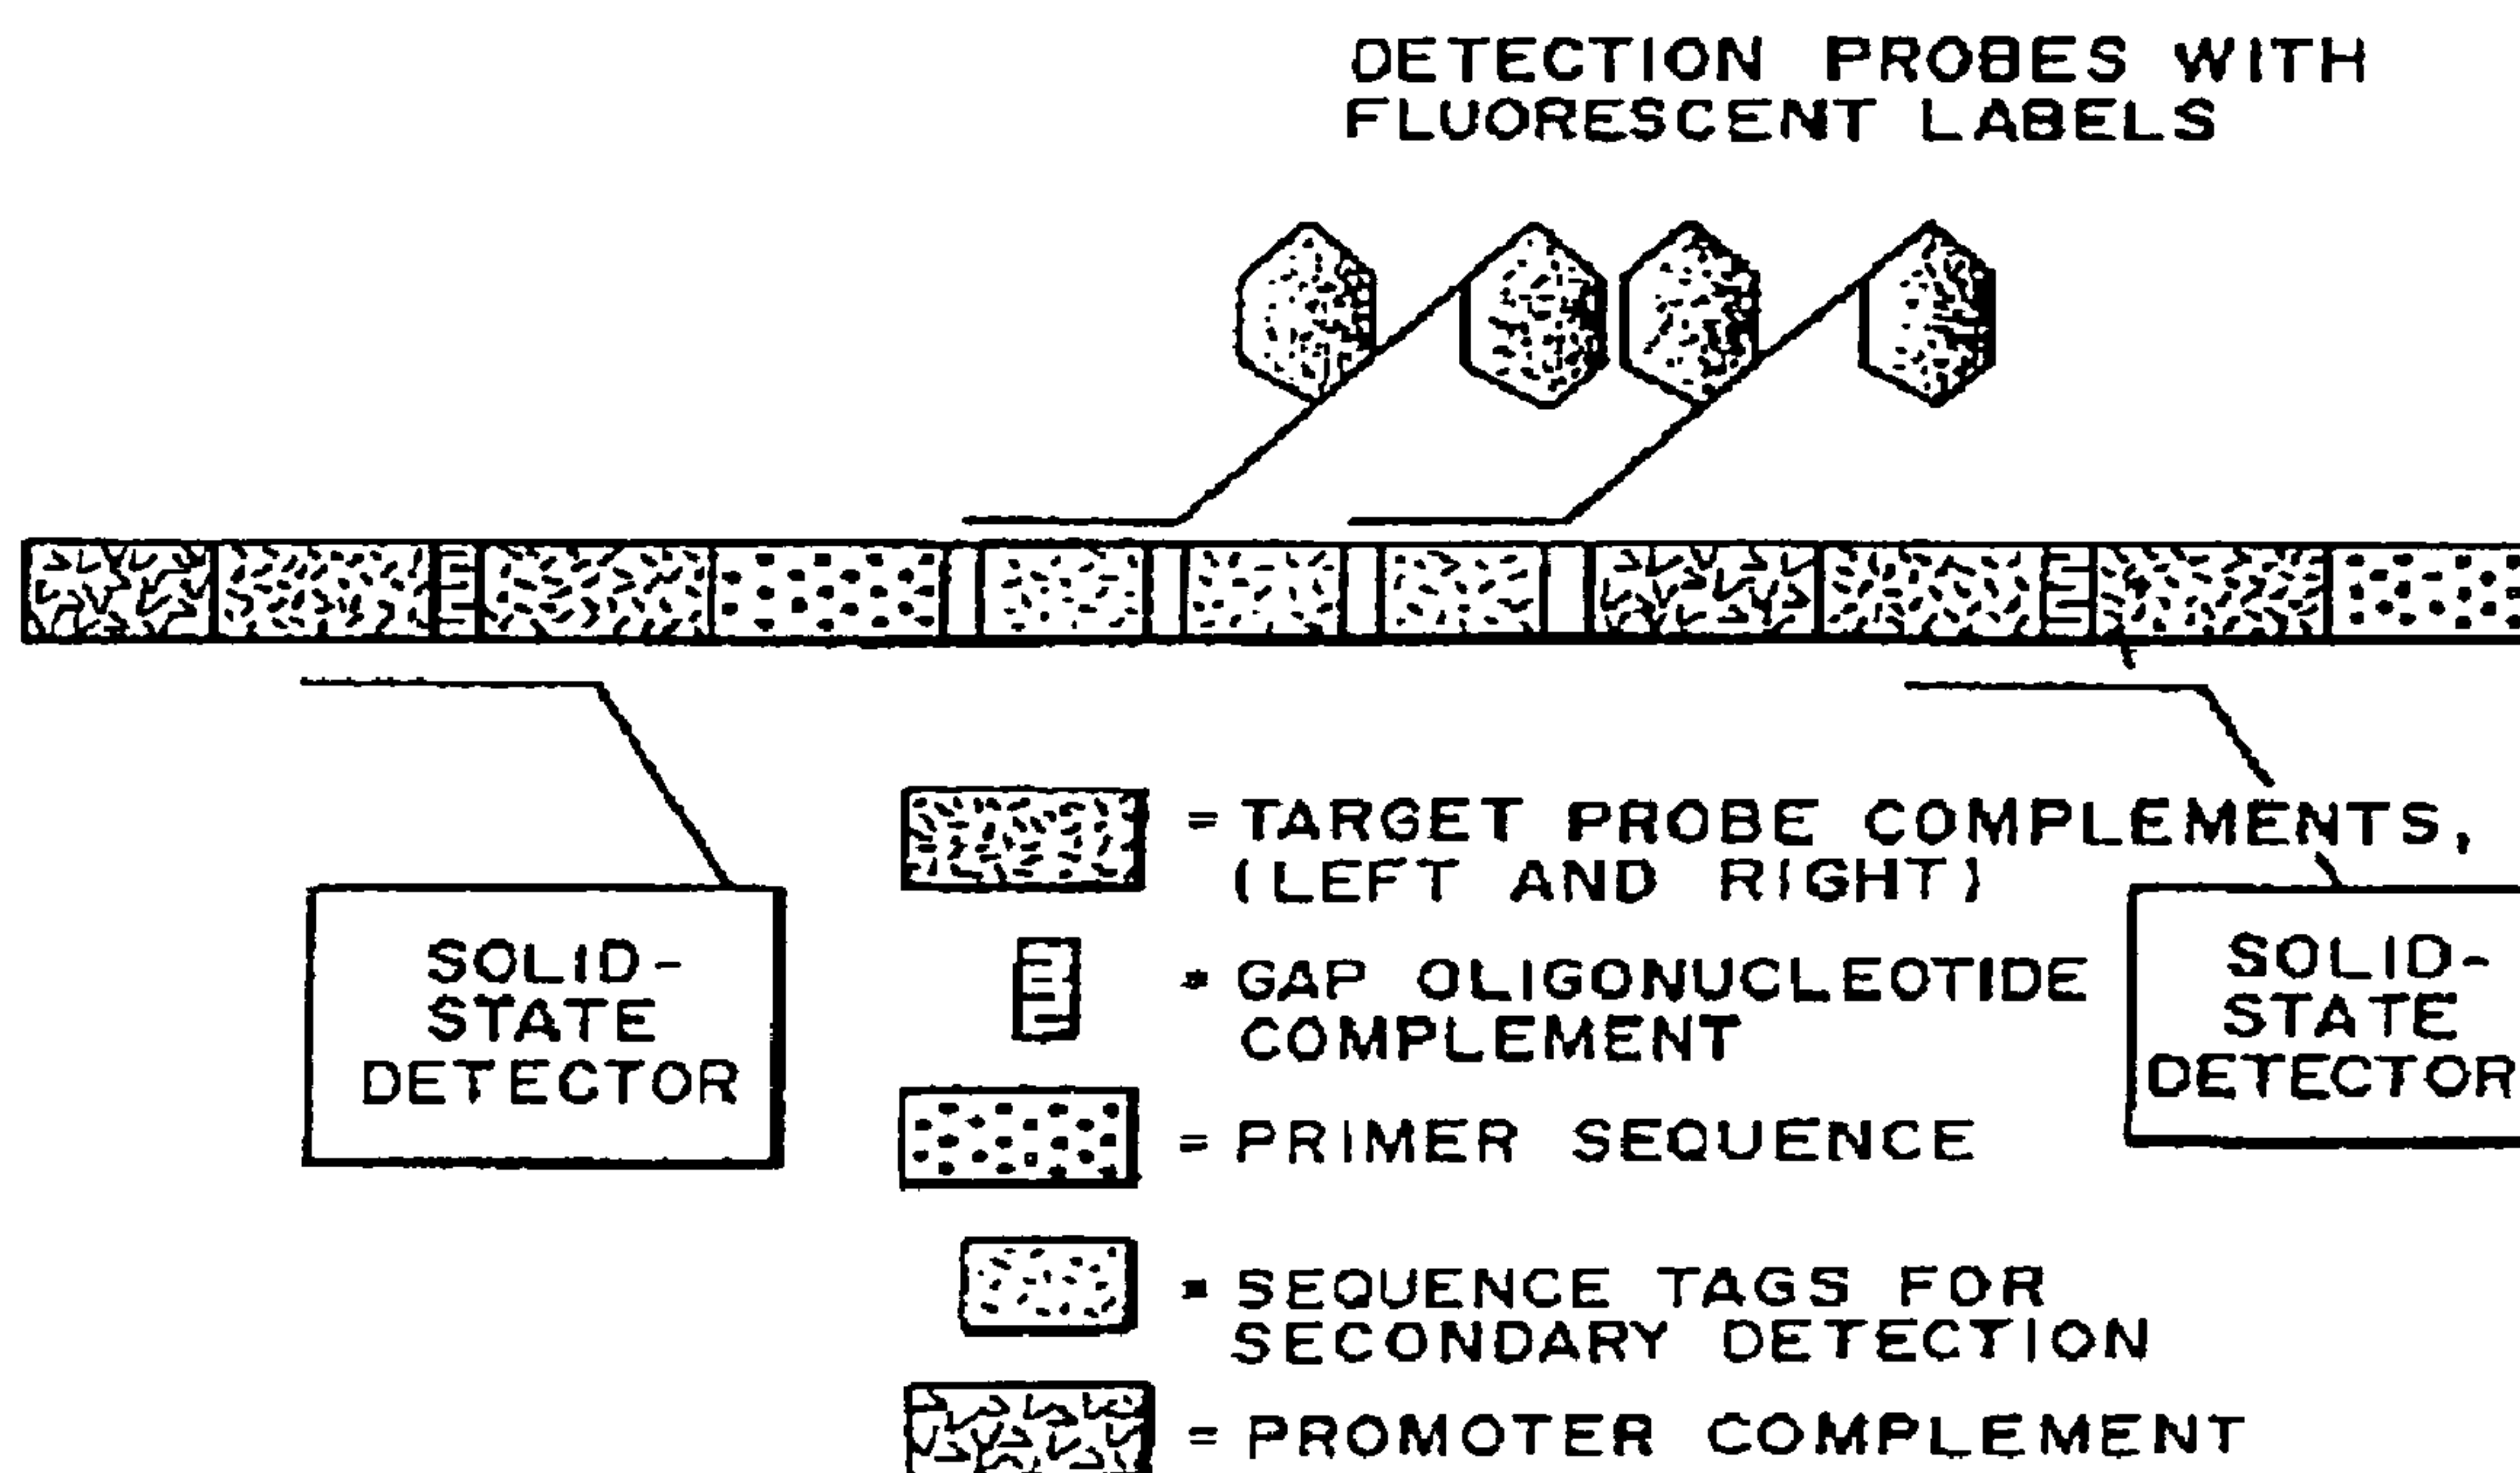 DETECTION PROBES WITH
FLUORESCENT LABELS
= TARGET PROBE COMPLEMENTS,
(LEFT AND RIGHT)
SOLID-
STATE
DETECTOR
= GAP OLIGONUCLEOTIDE
COMPLEMENT
SOLID-
STATE
DETECTOR
= PRIMER SEQUENCE
= SEQUENCE TAGS FOR
SECONDARY DETECTION
= PROMOTER COMPLEMENT